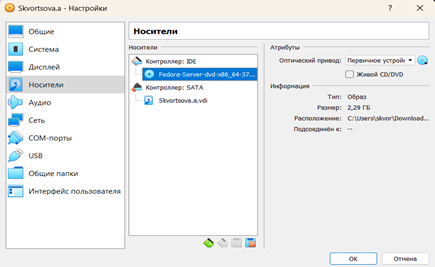 Skvortsov.a - Настройки
Общие
Система
Дисплей
Носители
Аудио
Сеть
COM-порты
USB
Общие папки
Интерфейс пользователя
Носители
Носители
Контроллер: IDE
Fedora-Server-dvd-x86_64-37...
Контроллер: SATA
Skvortsova.a.vdi
Атрибуты
Оптический привод: Первичное устрой
Живой CD/DVD
Информация
Тип: Образ
Размер: 2,29 ГБ
Расположение: C:\Users\skvor\Download...
Подсоединён к: --
OK
Отмена